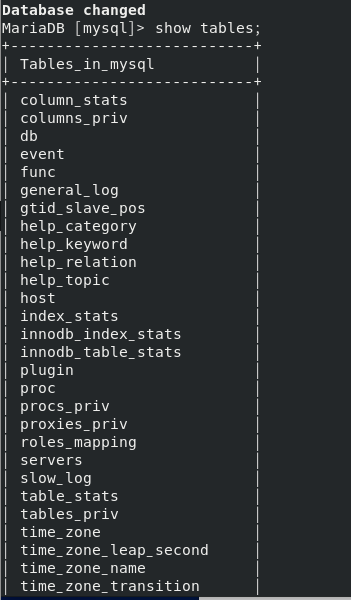 Database changed
MariaDB [mysql]> show tables;
+---------------------------+
| Tables_in_mysql           |
+---------------------------+
| column_stats              |
| columns_priv              |
| db                        |
| event                     |
| func                      |
| general_log               |
| gtid_slave_pos            |
| help_category             |
| help_keyword              |
| help_relation             |
| help_topic                |
| host                      |
| index_stats               |
| innodb_index_stats        |
| innodb_table_stats        |
| plugin                    |
| proc                      |
| procs_priv                |
| proxies_priv              |
| roles_mapping             |
| servers                   |
| slow_log                  |
| table_stats               |
| tables_priv               |
| time_zone                 |
| time_zone_leap_second     |
| time_zone_name            |
| time_zone_transition      |